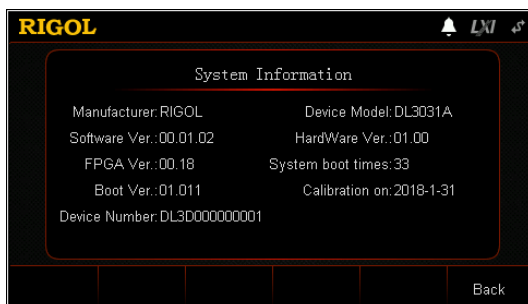 RIGOL LXI
System Information
Manufacturer:RIGOL Device Model:DL3031A
Software Ver.:00.01.02 HardWare Ver.:01.00
FPGA Ver.:00.18 System boot times:33
Boot Ver.:01.011 Calibration on:2018-1-31
Device Number:DL3D000000001
Back